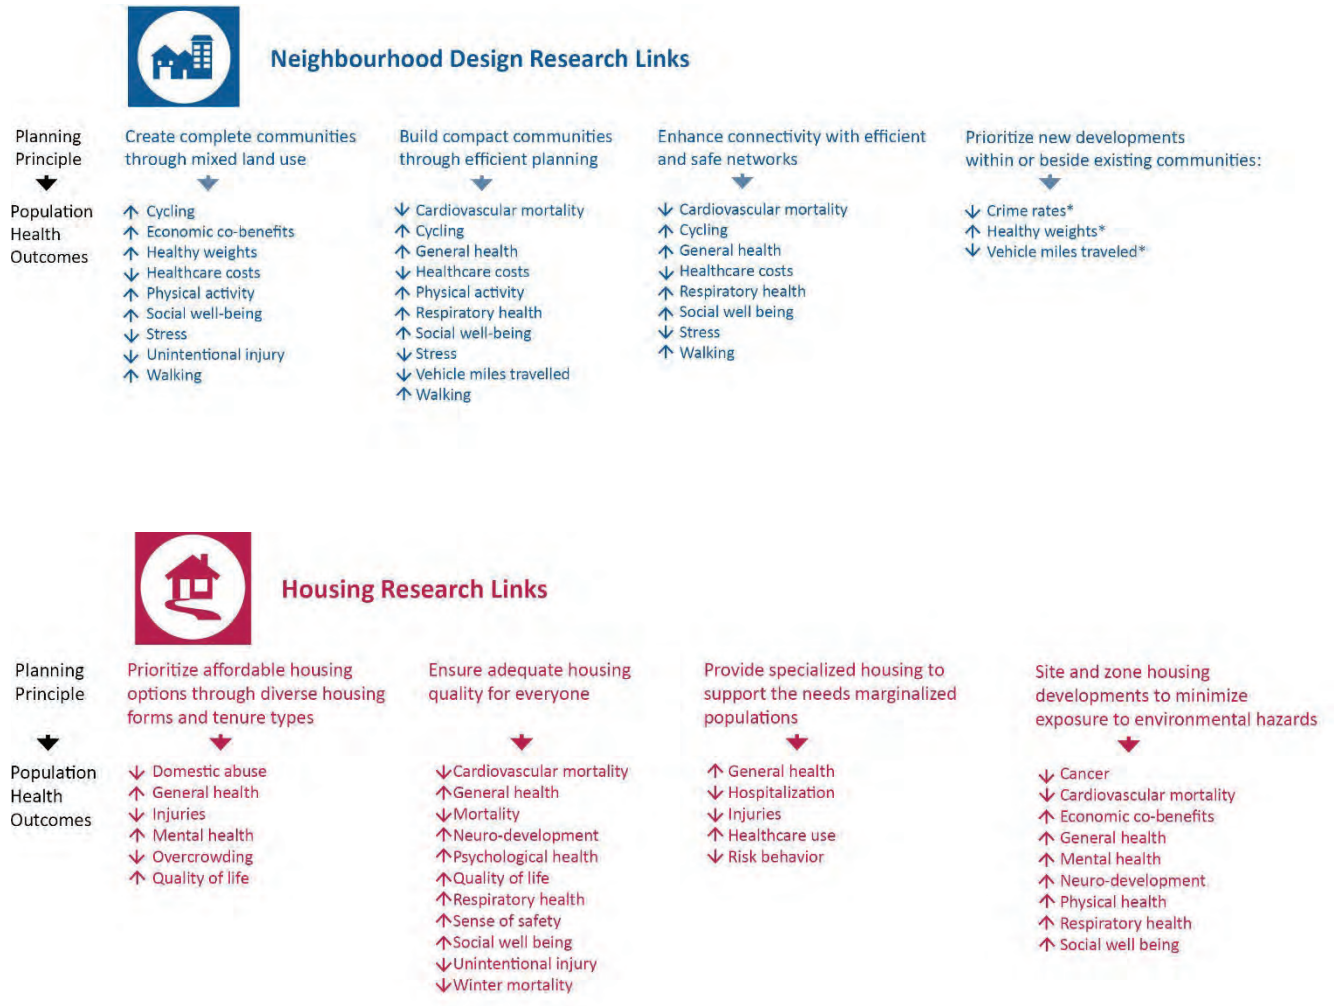 Neighbourhood Design Research Links
Planning
Principle
Population
Health
Outcomes
Create complete communities
through mixed land use
↑ Cycling
↑ Economic co-benefits
↑ Healthy weights
↓ Healthcare costs
↑ Physical activity
↑ Social well-being
↓ Stress
↓ Unintentional injury
↑ Walking
Build compact communities
through efficient planning
↓ Cardiovascular mortality
↑ Cycling
↑ General health
↓ Healthcare costs
↑ Physical activity
↑ Respiratory health
↑ Social well-being
↓ Stress
↓ Vehicle miles travelled
↑ Walking
Enhance connectivity with efficient
and safe networks
↓ Cardiovascular mortality
↑ Cycling
↑ General health
↓ Healthcare costs
↑ Respiratory health
↑ Social well being
↓ Stress
↑ Walking
Prioritize new developments
within or beside existing communities:
↓ Crime rates*
↑ Healthy weights*
↓ Vehicle miles traveled*
Housing Research Links
Planning
Principle
Population
Health
Outcomes
Prioritize affordable housing
options through diverse housing
forms and tenure types
↓ Domestic abuse
↑ General health
↓ Injuries
↑ Mental health
↓ Overcrowding
↑ Quality of life
Ensure adequate housing
quality for everyone
↓Cardiovascular mortality
↑General health
↓Mortality
↑Neuro-development
↑Psychological health
↑Quality of life
↑Respiratory health
↑Sense of safety
↑Social well being
↓Unintentional injury
↓Winter mortality
Provide specialized housing to
support the needs marginalized
populations
↑ General health
↓ Hospitalization
↓ Injuries
↑ Healthcare use
↓ Risk behavior
Site and zone housing
developments to minimize
exposure to environmental hazards
↓ Cancer
↓ Cardiovascular mortality
↑ Economic co-benefits
↑ General health
↑ Mental health
↑ Neuro-development
↑ Physical health
↑ Respiratory health
↑ Social well being